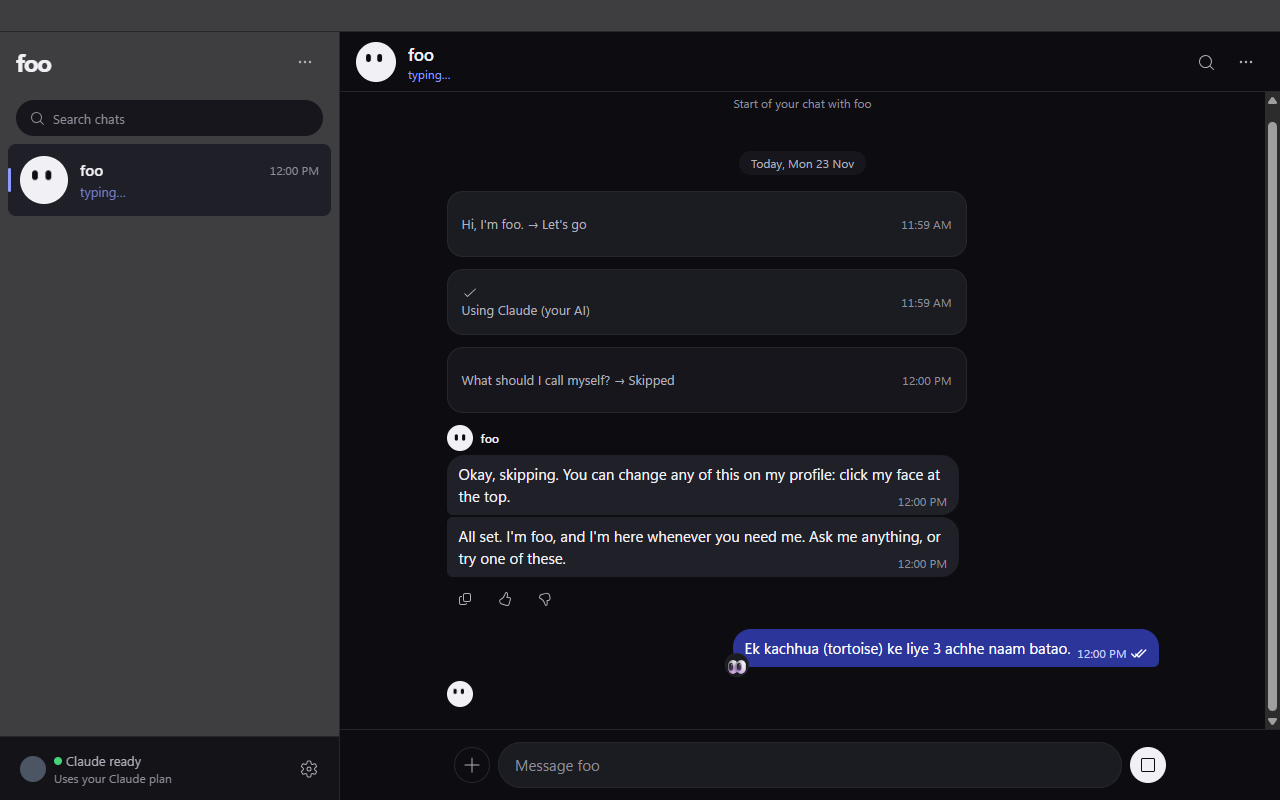 foo
Search chats
foo
12:00 PM
typing...
Claude ready
Uses your Claude plan
foo
typing...
Start of your chat with foo
Today, Mon 23 Nov
Hi, I'm foo. → Let's go
11:59 AM
Using Claude (your AI)
11:59 AM
What should I call myself? → Skipped
12:00 PM
foo
Okay, skipping. You can change any of this on my profile: click my face at
the top.
12:00 PM
All set. I'm foo, and I'm here whenever you need me. Ask me anything, or
try one of these.
12:00 PM
Ek kachhua (tortoise) ke liye 3 achhe naam batao.
12:00 PM
Message foo